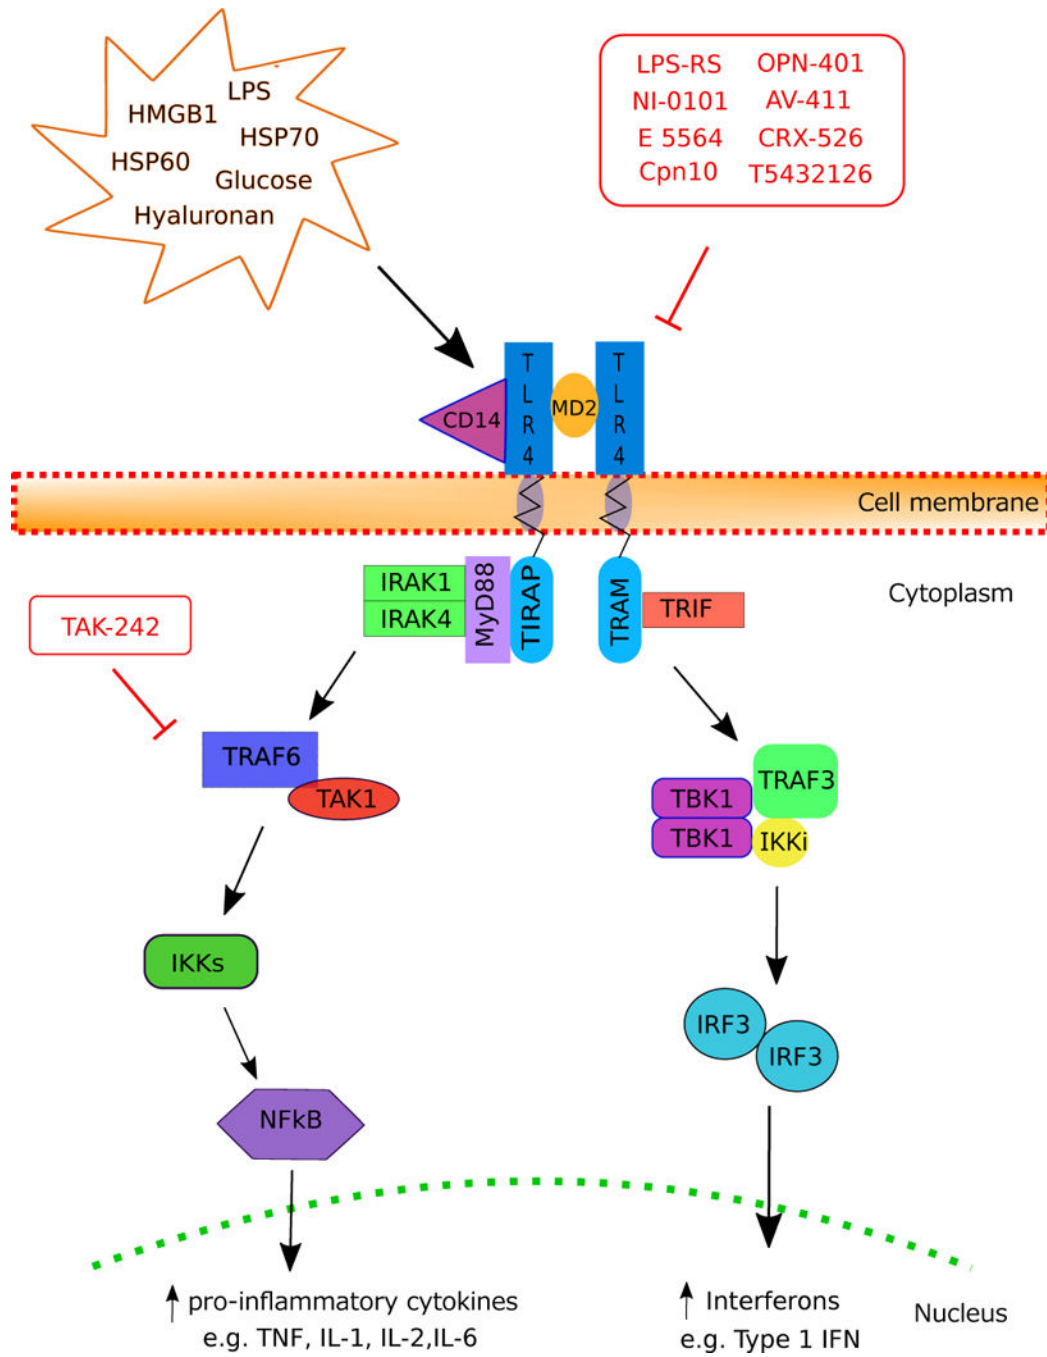 LPS
HMGB1
HSP70
HSP60
Glucose
Hyaluronan
LPS-RS OPN-401
NI-0101 AV-411
E 5564 CRX-526
Cpn10 T5432126
TLR4
TLR4
CD14
MD2
Cell membrane
Cytoplasm
IRAK1
IRAK4
MyD88
TIRAP
TRAM
TRIF
TAK-242
TRAF6
TAK1
TRAF3
TBK1
TBK1
IKKi
IKKs
IRF3
IRF3
NFkB
pro-inflammatory cytokines
e.g. TNF, IL-1, IL-2,IL-6
Interferons
e.g. Type 1 IFN
Nucleus